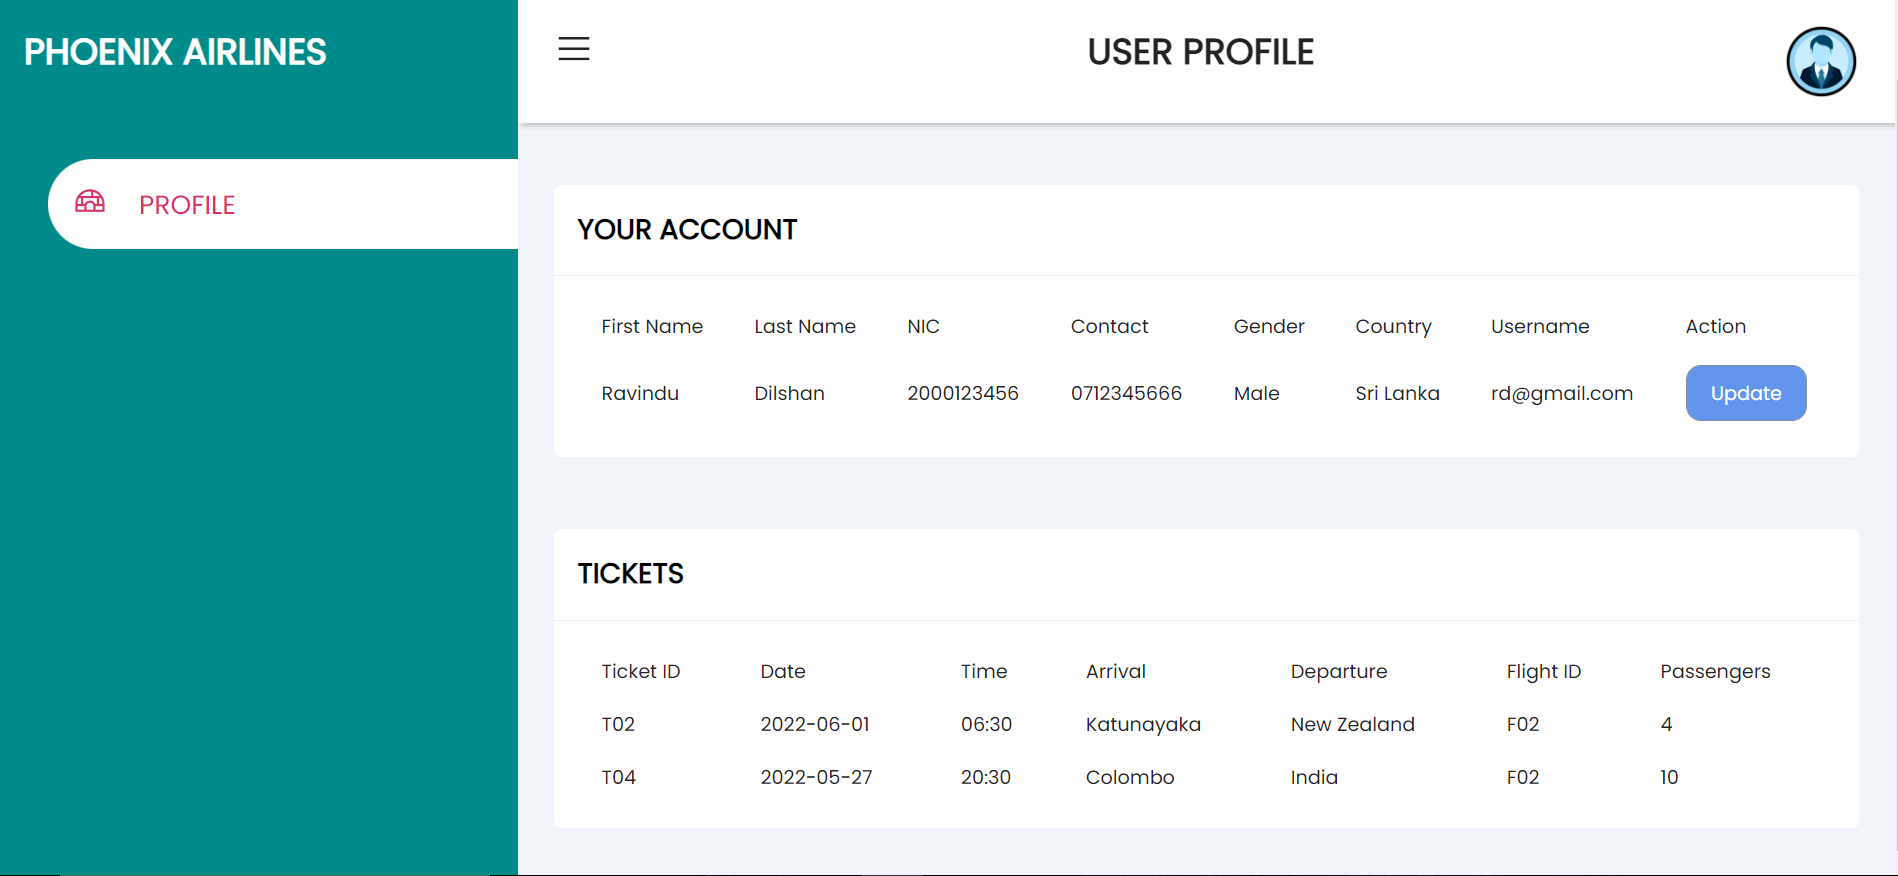 PHOENIX AIRLINES
USER PROFILE
PROFILE
YOUR ACCOUNT
First Name Last Name NIC Contact Gender Country Username Action
Ravindu Dilshan 2000123456 0712345666 Male Sri Lanka rd@gmail.com Update
TICKETS
Ticket ID Date Time Arrival Departure Flight ID Passengers
T02 2022-06-01 06:30 Katunayaka New Zealand F02 4
T04 2022-05-27 20:30 Colombo India F02 10